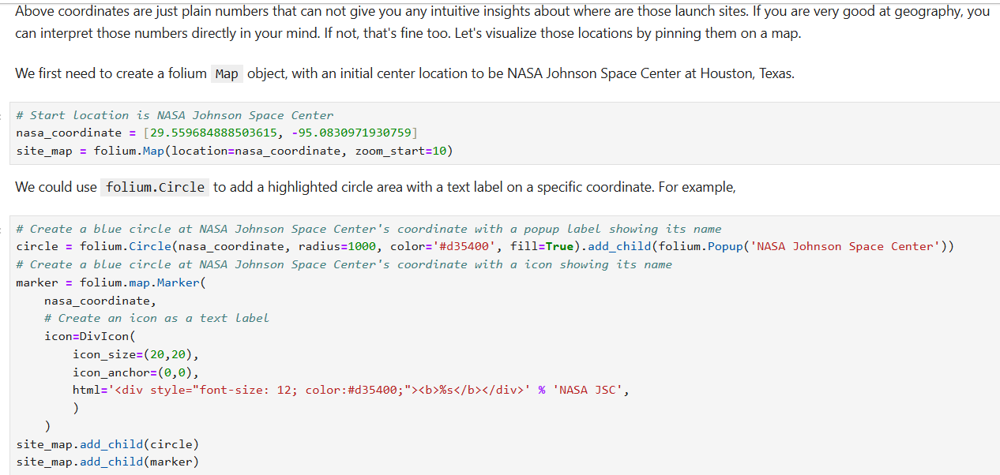 Above coordinates are just plain numbers that can not give you any intuitive insights about where are those launch sites. If you are very good at geography, you
can interpret those numbers directly in your mind. If not, that's fine too. Let's visualize those locations by pinning them on a map.
We first need to create a folium Map object, with an initial center location to be NASA Johnson Space Center at Houston, Texas.
# Start location is NASA Johnson Space Center
nasa_coordinate = [29.559684888503615, -95.0830971930759]
site_map = folium.Map(location=nasa_coordinate, zoom_start=10)
We could use folium.Circle to add a highlighted circle area with a text label on a specific coordinate. For example,
# Create a blue circle at NASA Johnson Space Center's coordinate with a popup label showing its name
circle = folium.Circle(nasa_coordinate, radius=1000, color='#d35400', fill=True).add_child(folium.Popup('NASA Johnson Space Center'))
# Create a blue circle at NASA Johnson Space Center's coordinate with a icon showing its name
marker = folium.map.Marker(
    nasa_coordinate,
    # Create an icon as a text label
    icon=DivIcon(
        icon_size=(20,20),
        icon_anchor=(0,0),
        html='<div style="font-size: 12; color:#d35400;"><b>%s</b></div>' % 'NASA JSC',
        )
    )
site_map.add_child(circle)
site_map.add_child(marker)